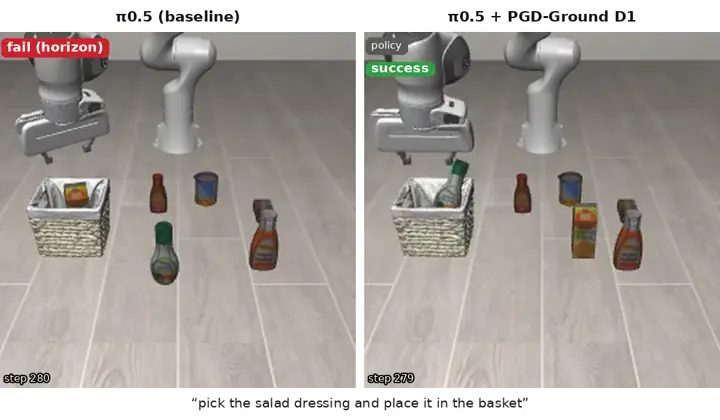 π0.5 (baseline)
π0.5 + PGD-Ground D1
fail (horizon)
policy
success
step 280
step 279
“pick the salad dressing and place it in the basket”